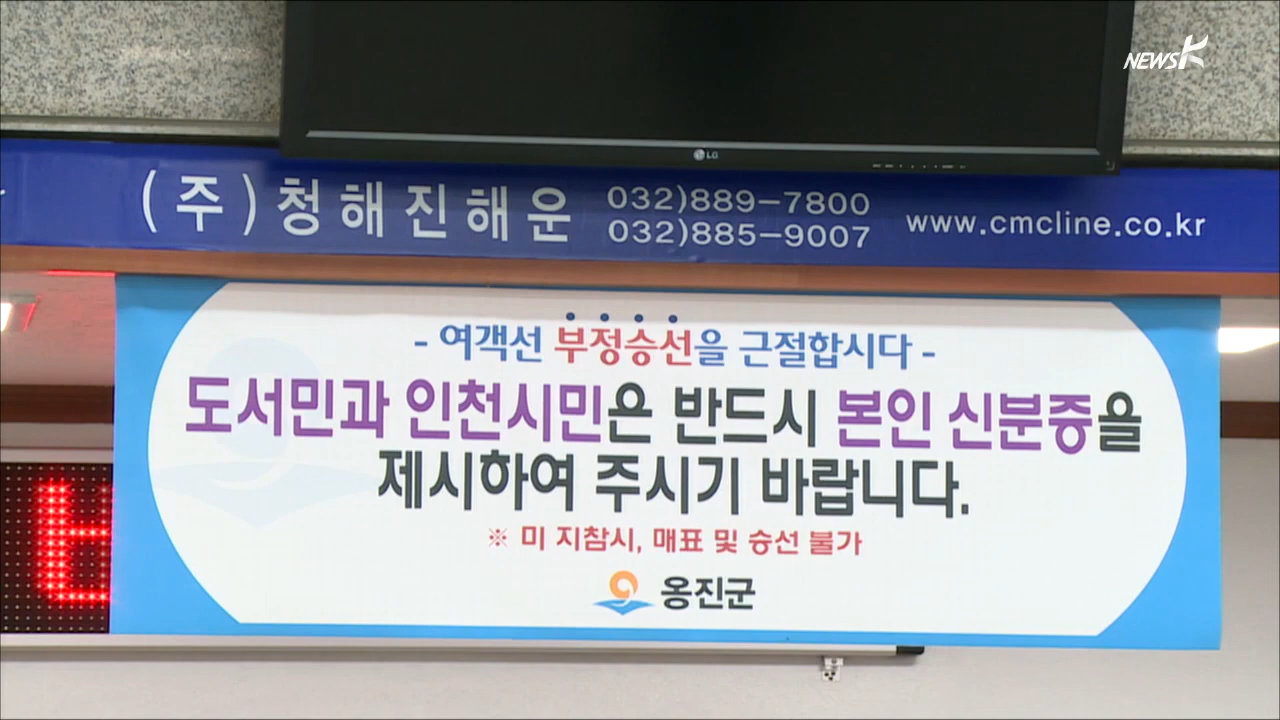 NEWSK
LG
(주)청해진해운 032)889-7800
032)885-9007
www.cmcline.co.kr
- 여객선 부정승선을 근절합시다 -
도서민과 인천시민은 반드시 본인 신분증을
제시하여 주시기 바랍니다.
※ 미 지참시, 매표 및 승선 불가
옹진군